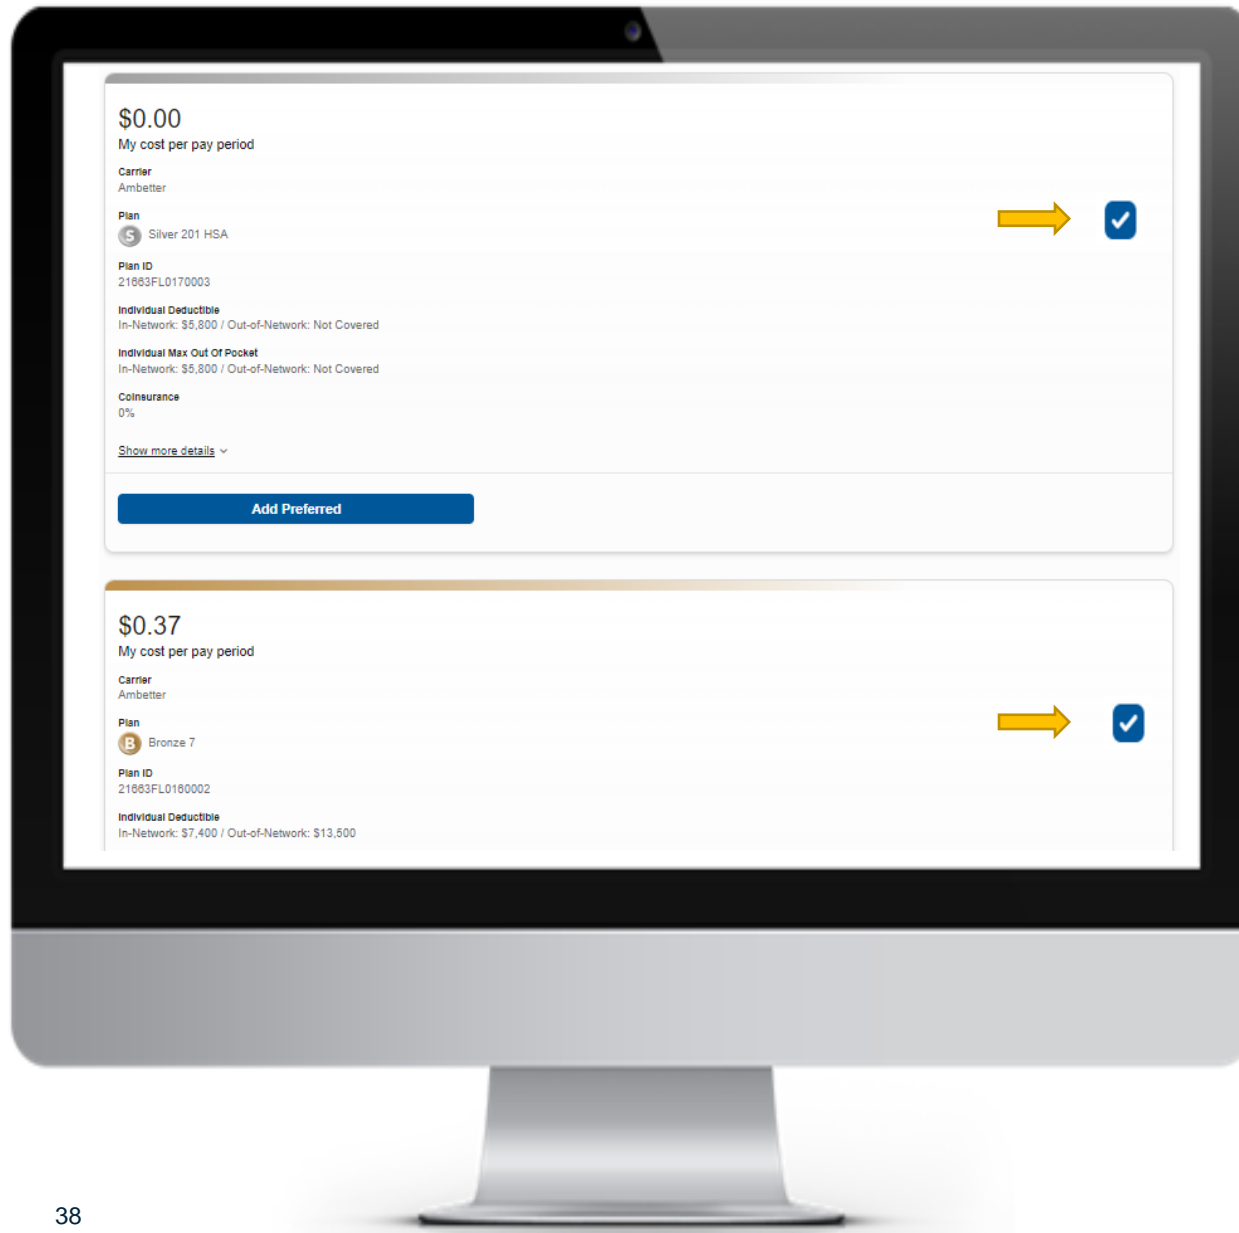 $0.00
My cost per pay period
Carrier
Ambetter
Plan
S Silver 201 HSA
Plan ID
21663FL0170003
Individual Deductible
In-Network: $5,800 / Out-of-Network: Not Covered
Individual Max Out Of Pocket
In-Network: $5,800 / Out-of-Network: Not Covered
Coinsurance
0%
Show more details
Add Preferred
$0.37
My cost per pay period
Carrier
Ambetter
Plan
B Bronze 7
Plan ID
21663FL0160002
Individual Deductible
In-Network: $7,400 / Out-of-Network: $13,500
38